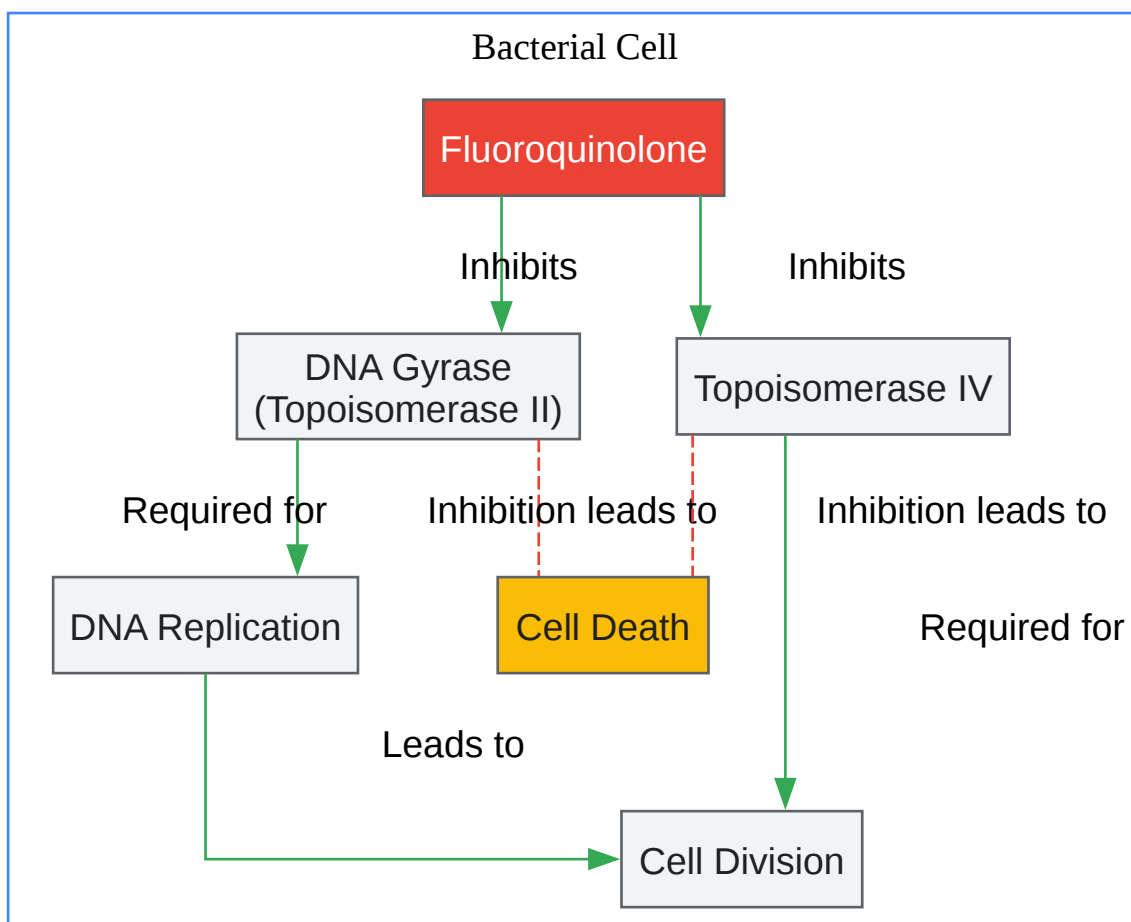 Bacterial Cell
Fluoroquinolone
Inhibits
Inhibits
DNA Gyrase
(Topoisomerase II)
Topoisomerase IV
Required for
Inhibition leads to
Inhibition leads to
DNA Replication
Cell Death
Required for
Leads to
Cell Division